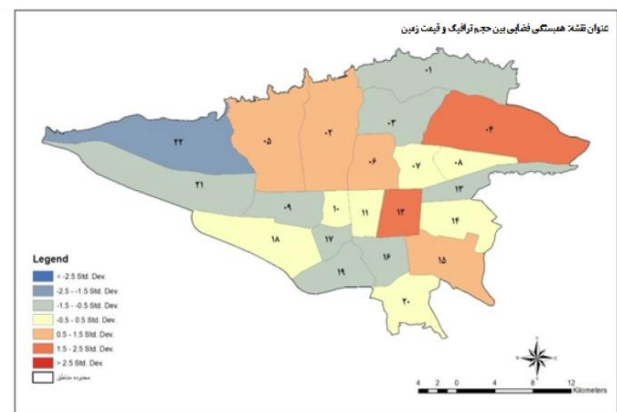 عنوان نقشه: همبستگی فضایی بین حجم ترافیک و قیمت زمین
۰۱
۰۳
۰۴
۰۲
۰۵
۲۲
۰۶
۰۷
۰۸
۱۳
۲۱
۰۹
۱۰
۱۱
۱۲
۱۴
۱۸
۱۷
۱۶
۱۵
۱۹
۲۰
Legend
< -2.5 Std. Dev.
-2.5 - -1.5 Std. Dev.
-1.5 - -0.5 Std. Dev.
-0.5 - 0.5 Std. Dev.
0.5 - 1.5 Std. Dev.
1.5 - 2.5 Std. Dev.
> 2.5 Std. Dev.
محدوده مناطق
4 2 0 4 8 12
Kilometers